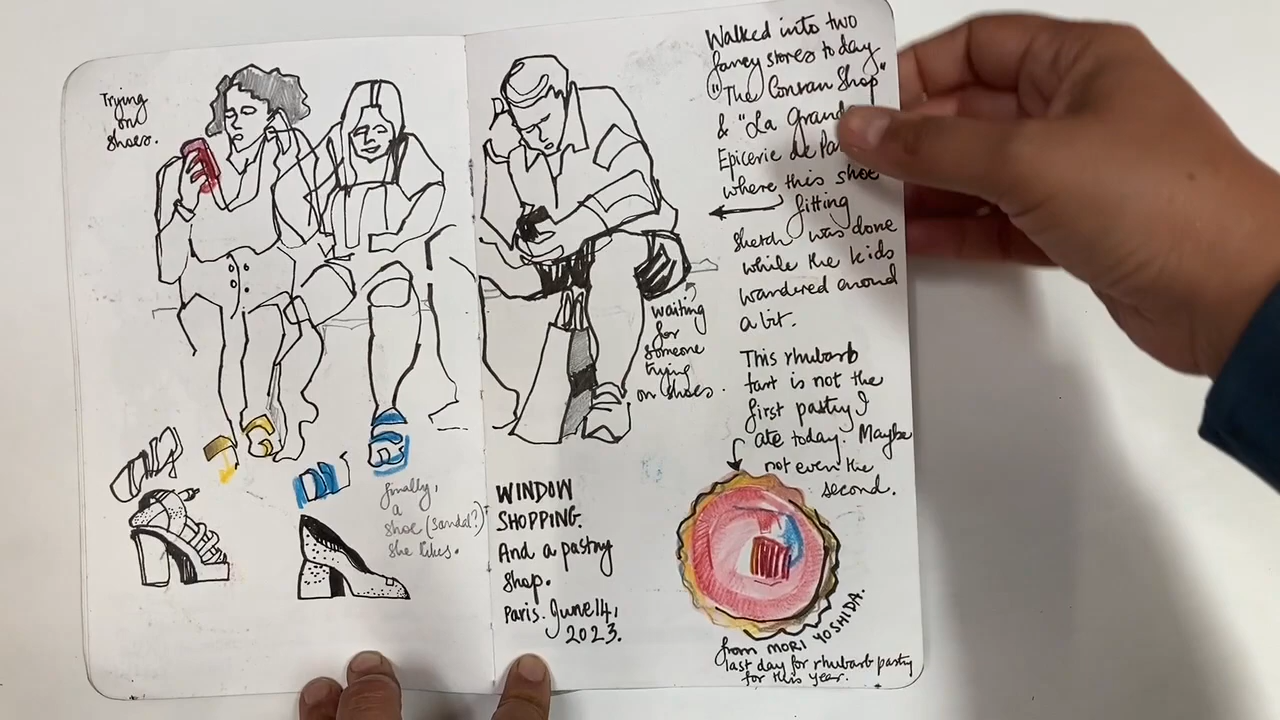 Trying
on
shoes.
finally,
a
shoe (sandal?)
she likes.
waiting
for
someone
trying
on shoes.
WINDOW
SHOPPING.
And a pastry
shop.
Paris. June 14,
2023.
Walked into two
fancy stores today
"The Conran Shop"
& "La Grande
Epicerie de Pa
where this shoe
fitting
sketch was done
while the kids
wandered around
a bit.
This rhubarb
tart is not the
first pastry I
ate today. Maybe
not even the
second.
from MORI YOSHIDA.
last day for rhubarb pastry
for this year.